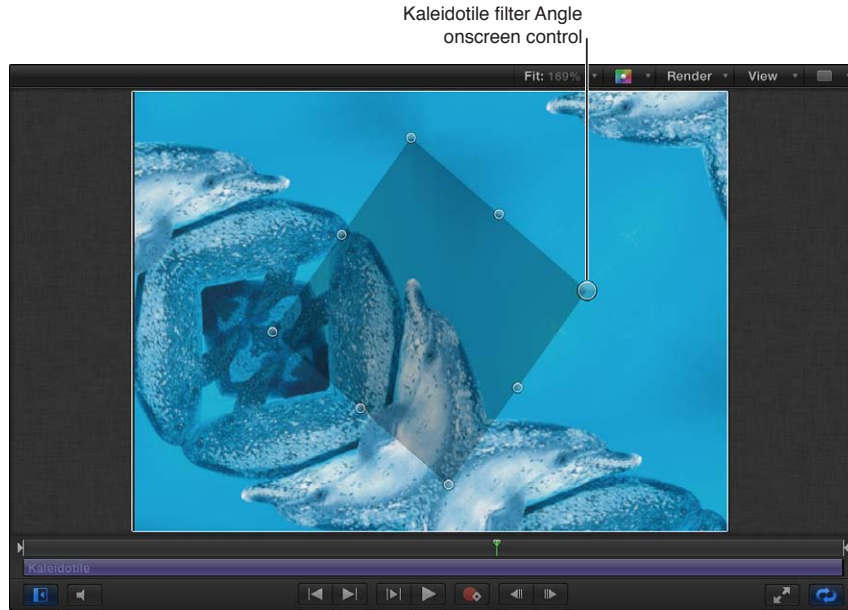 Kaleidotile filter Angle
onscreen control
Fit: 169%
Render
View
Kaleidotile